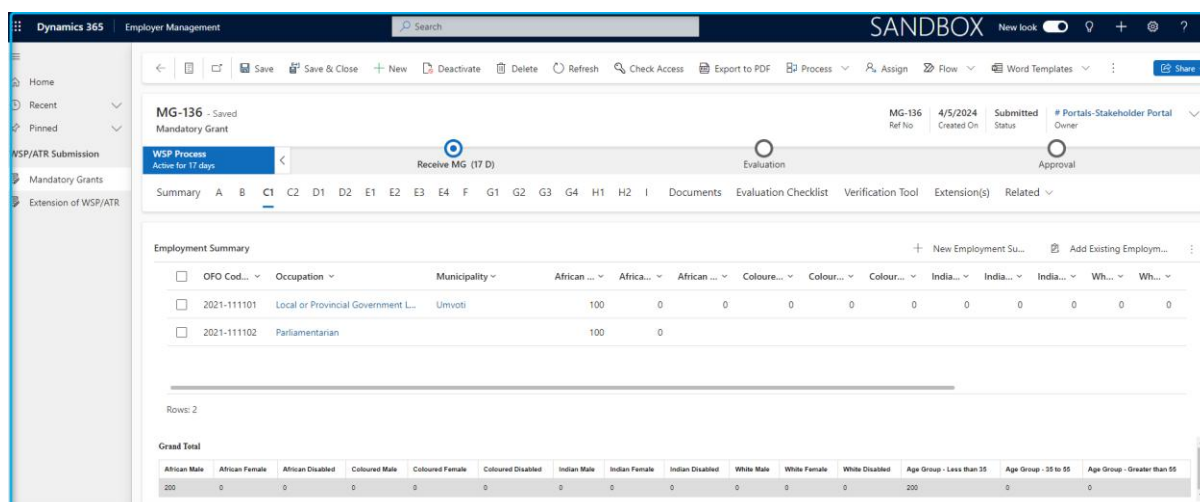 Dynamics 365 Employer Management Search SANDBOX New look ?
Save Save & Close New Deactivate Delete Refresh Check Access Export to PDF Process Assign Flow Word Templates Share
Home
Recent
Pinned
WSP/ATR Submission
Mandatory Grants
Extension of WSP/ATR
MG-136 - Saved
Mandatory Grant
MG-136 4/5/2024 Submitted # Portals-Stakeholder Portal
Ref No Created On Status Owner
WSP Process
Active for 17 days
Receive MG (17 D) Evaluation Approval
Summary A B C1 C2 D1 D2 E1 E2 E3 E4 F G1 G2 G3 G4 H1 H2 I Documents Evaluation Checklist Verification Tool Extension(s) Related
Employment Summary + New Employment Su... Add Existing Employm...
OFO Cod... Occupation Municipality African ... Africa... African ... Coloure... Colour... Colour... India... India... India... Wh... Wh...
2021-111101 Local or Provincial Government L... Umvoti 100 0 0 0 0 0 0 0 0 0 0
2021-111102 Parliamentarian 100 0
Rows: 2
Grand Total
African Male African Female African Disabled Coloured Male Coloured Female Coloured Disabled Indian Male Indian Female Indian Disabled White Male White Female White Disabled Age Group - Less than 35 Age Group - 35 to 55 Age Group - Greater than 55
200 0 0 0 0 0 0 0 0 0 0 0 200 0 0